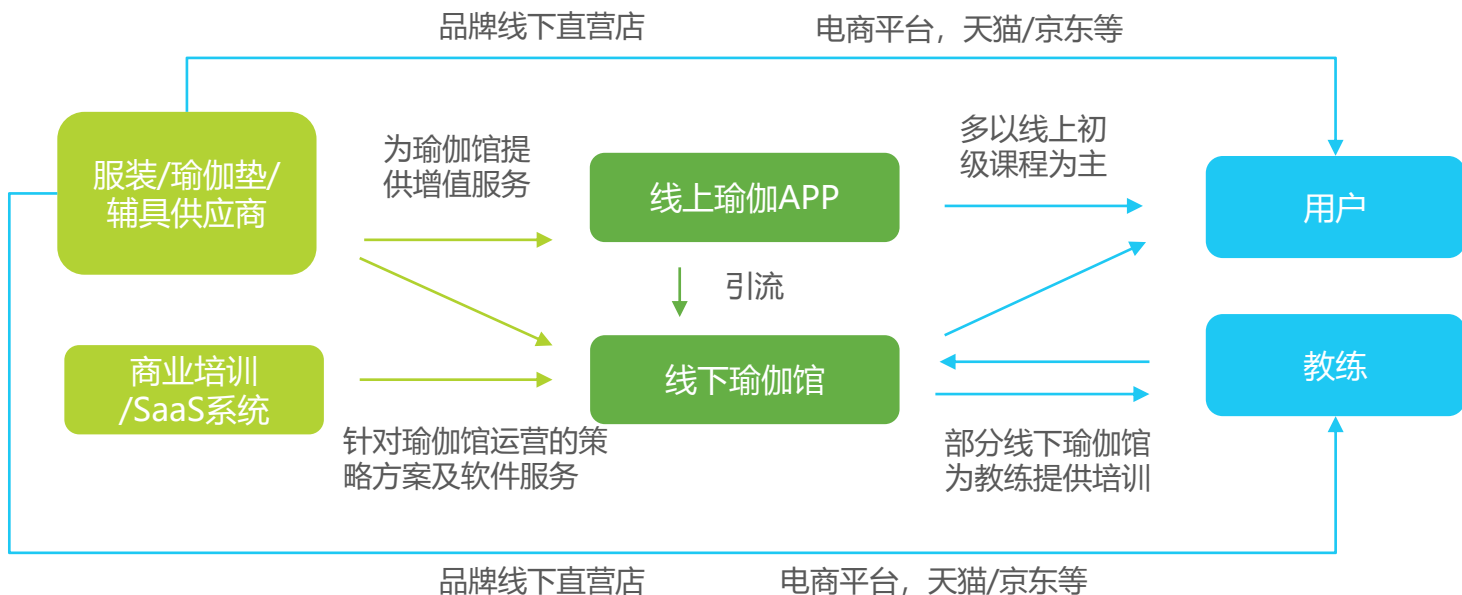 品牌线下直营店
电商平台，天猫/京东等
服装/瑜伽垫/
辅具供应商
为瑜伽馆提
供增值服务
线上瑜伽APP
多以线上初
级课程为主
用户
引流
商业培训
/SaaS系统
线下瑜伽馆
教练
针对瑜伽馆运营的策
略方案及软件服务
部分线下瑜伽馆
为教练提供培训
品牌线下直营店
电商平台，天猫/京东等